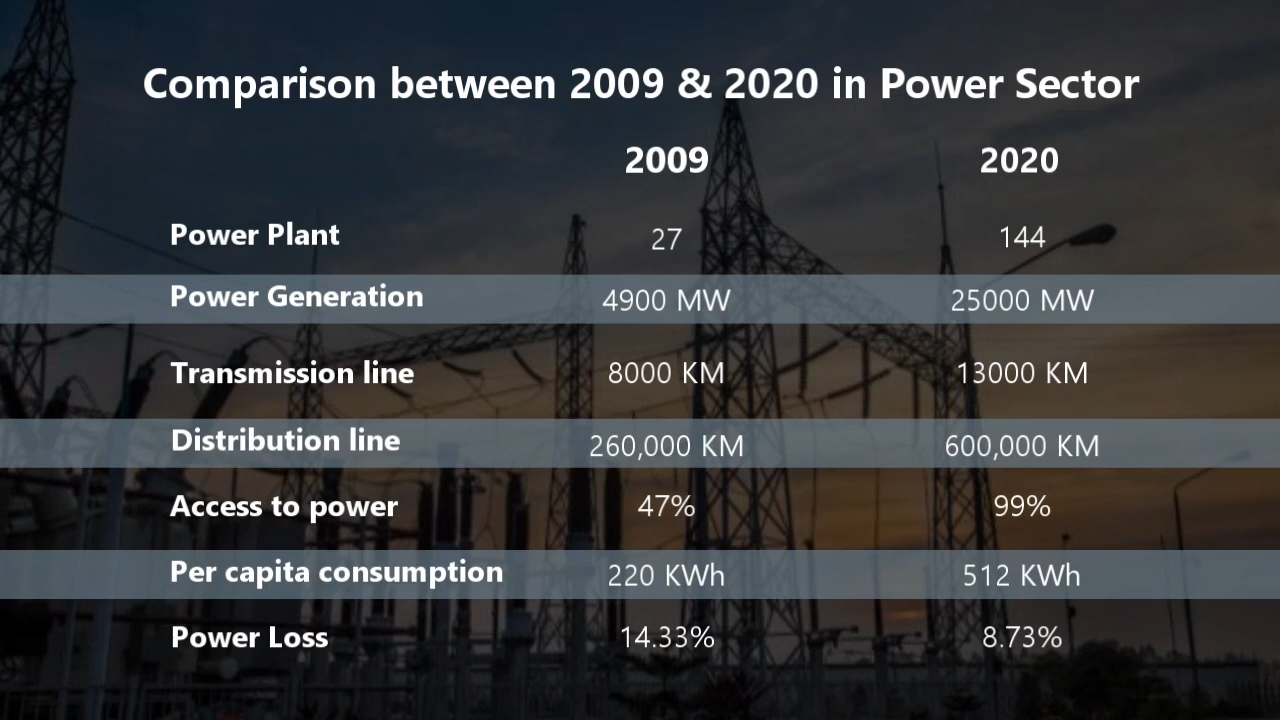 Comparison between 2009 & 2020 in Power Sector
2009 2020
Power Plant 27 144
Power Generation 4900 MW 25000 MW
Transmission line 8000 KM 13000 KM
Distribution line 260,000 KM 600,000 KM
Access to power 47% 99%
Per capita consumption 220 KWh 512 KWh
Power Loss 14.33% 8.73%